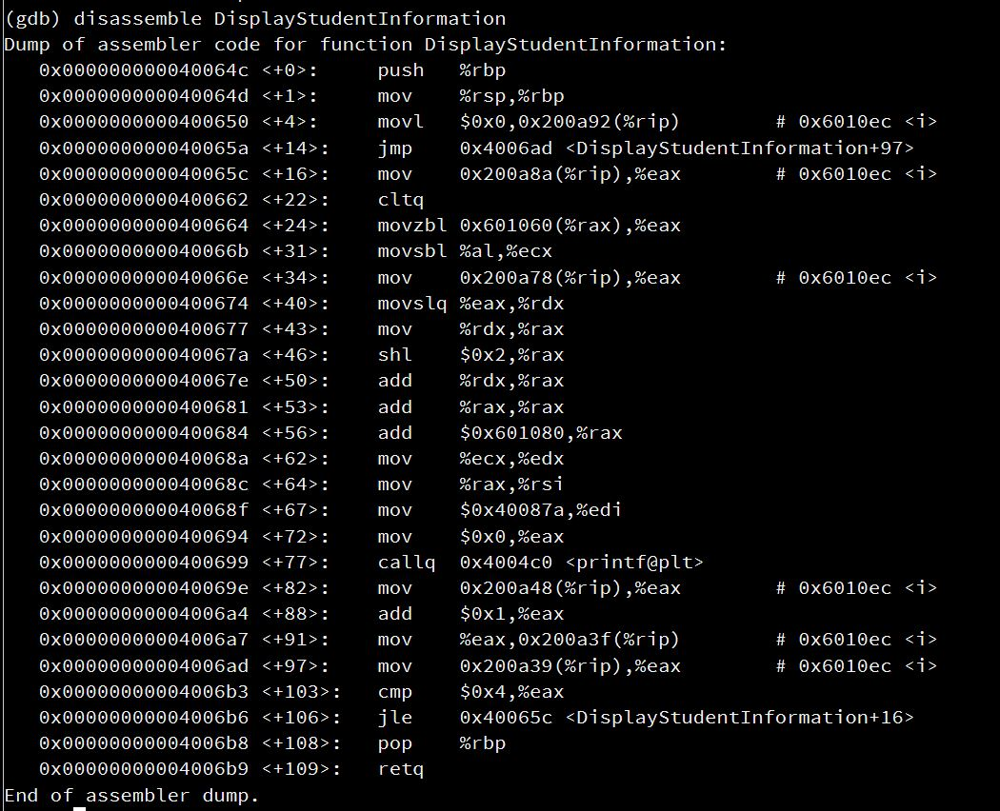 (gdb) disassemble DisplayStudentInformation
Dump of assembler code for function DisplayStudentInformation:
   0x000000000040064c <+0>:     push   %rbp
   0x000000000040064d <+1>:     mov    %rsp,%rbp
   0x0000000000400650 <+4>:     movl   $0x0,0x200a92(%rip)        # 0x6010ec <i>
   0x000000000040065a <+14>:    jmp    0x4006ad <DisplayStudentInformation+97>
   0x000000000040065c <+16>:    mov    0x200a8a(%rip),%eax        # 0x6010ec <i>
   0x0000000000400662 <+22>:    cltq
   0x0000000000400664 <+24>:    movzbl 0x601060(%rax),%eax
   0x000000000040066b <+31>:    movsbl %al,%ecx
   0x000000000040066e <+34>:    mov    0x200a78(%rip),%eax        # 0x6010ec <i>
   0x0000000000400674 <+40>:    movslq %eax,%rdx
   0x0000000000400677 <+43>:    mov    %rdx,%rax
   0x000000000040067a <+46>:    shl    $0x2,%rax
   0x000000000040067e <+50>:    add    %rdx,%rax
   0x0000000000400681 <+53>:    add    %rax,%rax
   0x0000000000400684 <+56>:    add    $0x601080,%rax
   0x000000000040068a <+62>:    mov    %ecx,%edx
   0x000000000040068c <+64>:    mov    %rax,%rsi
   0x000000000040068f <+67>:    mov    $0x40087a,%edi
   0x0000000000400694 <+72>:    mov    $0x0,%eax
   0x0000000000400699 <+77>:    callq  0x4004c0 <printf@plt>
   0x000000000040069e <+82>:    mov    0x200a48(%rip),%eax        # 0x6010ec <i>
   0x00000000004006a4 <+88>:    add    $0x1,%eax
   0x00000000004006a7 <+91>:    mov    %eax,0x200a3f(%rip)        # 0x6010ec <i>
   0x00000000004006ad <+97>:    mov    0x200a39(%rip),%eax        # 0x6010ec <i>
   0x00000000004006b3 <+103>:   cmp    $0x4,%eax
   0x00000000004006b6 <+106>:   jle    0x40065c <DisplayStudentInformation+16>
   0x00000000004006b8 <+108>:   pop    %rbp
   0x00000000004006b9 <+109>:   retq
End of assembler dump.